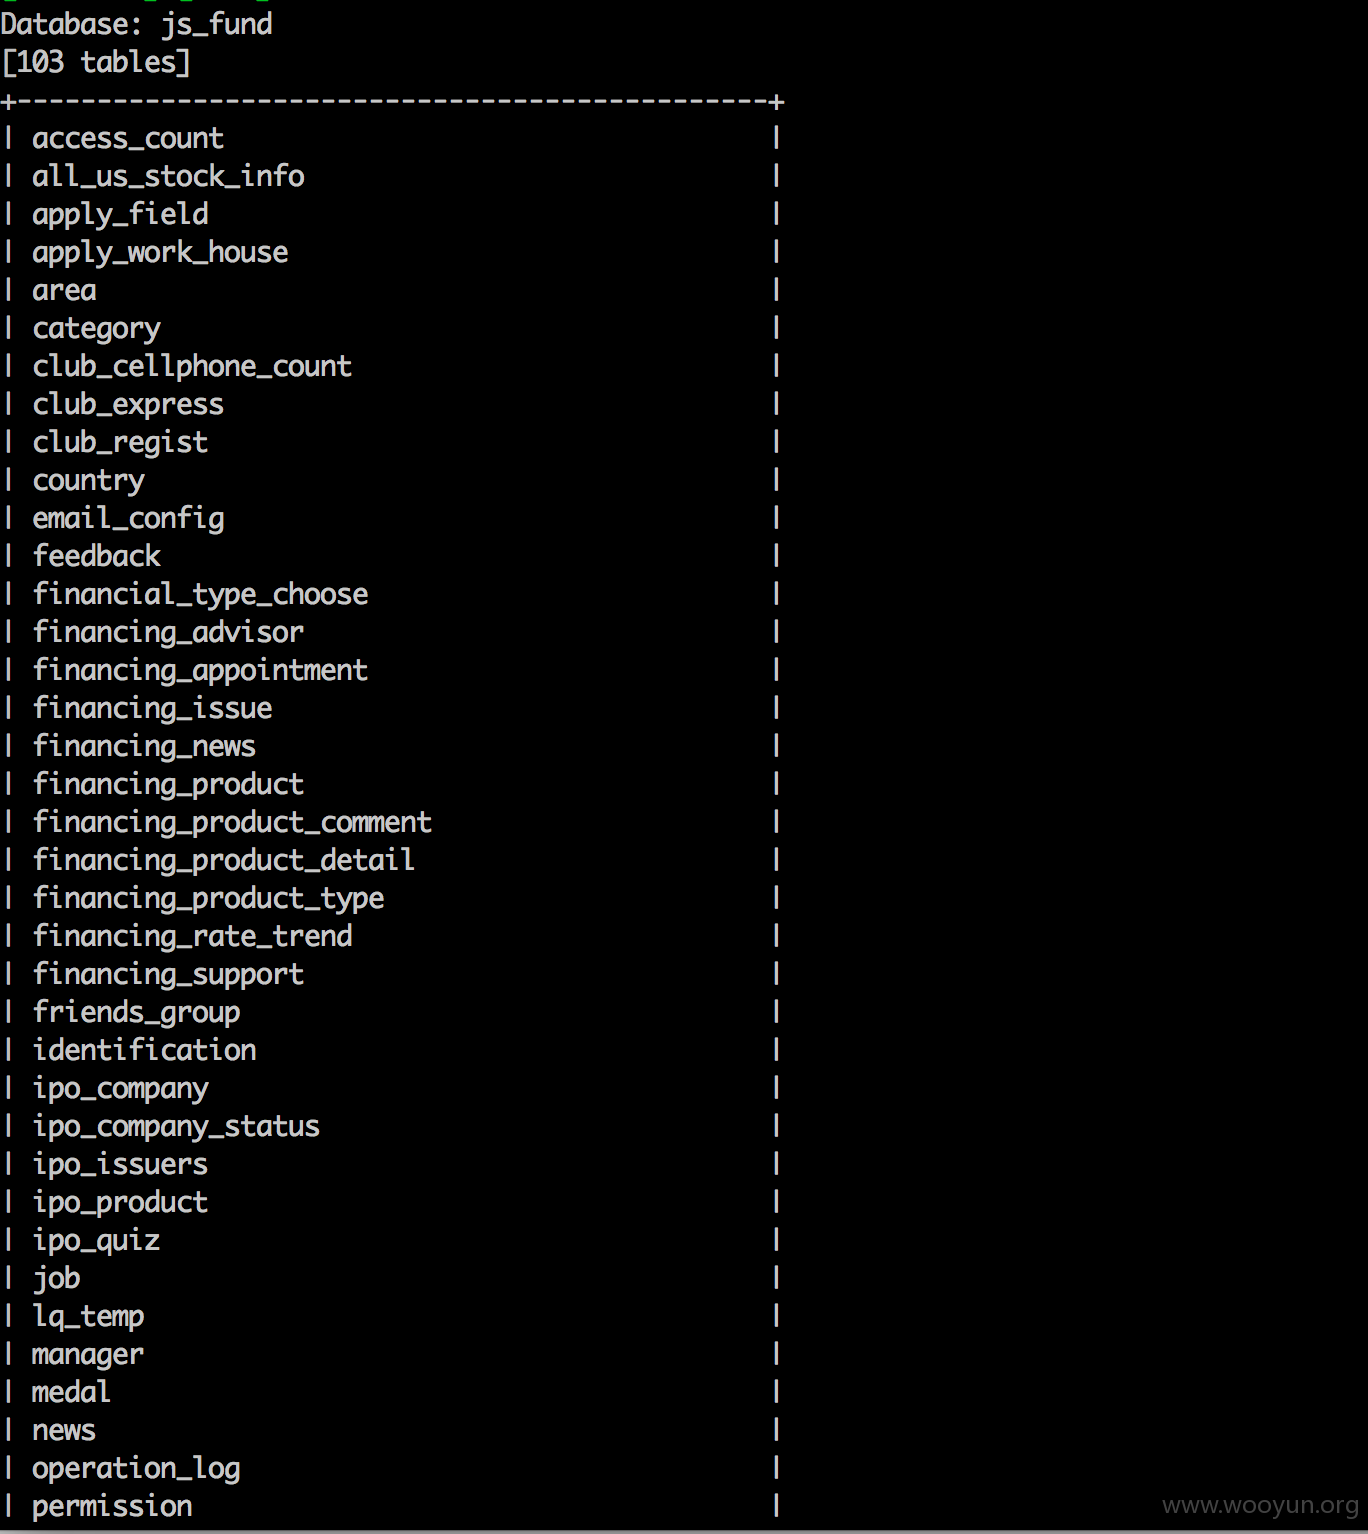 Database: js_fund
[103 tables]
+-----------------------------------------------+
| access_count |
| all_us_stock_info |
| apply_field |
| apply_work_house |
| area |
| category |
| club_cellphone_count |
| club_express |
| club_regist |
| country |
| email_config |
| feedback |
| financial_type_choose |
| financing_advisor |
| financing_appointment |
| financing_issue |
| financing_news |
| financing_product |
| financing_product_comment |
| financing_product_detail |
| financing_product_type |
| financing_rate_trend |
| financing_support |
| friends_group |
| identification |
| ipo_company |
| ipo_company_status |
| ipo_issuers |
| ipo_product |
| ipo_quiz |
| job |
| lq_temp |
| manager |
| medal |
| news |
| operation_log |
| permission |
www.wooyun.org